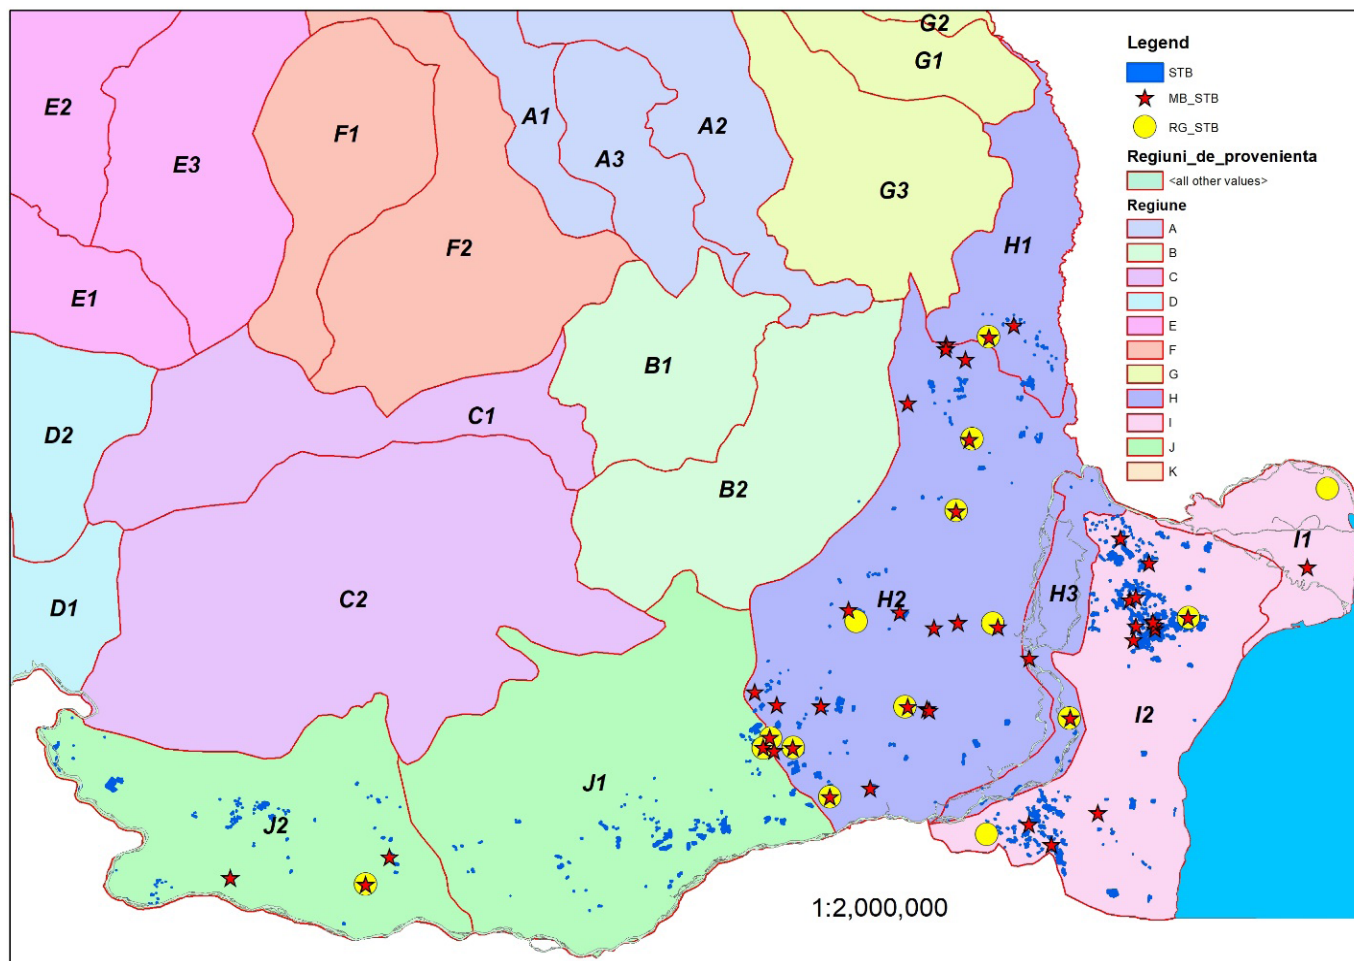 Legend
STB
MB_STB
RG_STB
Regiuni_de_provenienta
<all other values>
Regiune
A
B
C
D
E
F
G
H
I
J
K
G2
G1
E2
F1
A1
A2
E3
A3
G3
F2
H1
E1
B1
C1
D2
B2
I1
D1
C2
H2
H3
I2
J1
J2
1:2,000,000